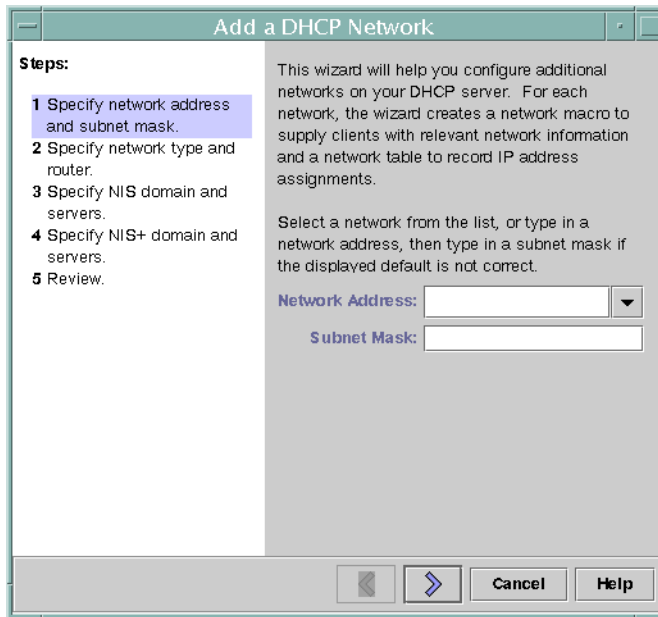 Add a DHCP Network
Steps:
1 Specify network address
and subnet mask.
2 Specify network type and
router.
3 Specify NIS domain and
servers.
4 Specify NIS+ domain and
servers.
5 Review.
This wizard will help you configure additional
networks on your DHCP server. For each
network, the wizard creates a network macro to
supply clients with relevant network information
and a network table to record IP address
assignments.
Select a network from the list, or type in a
network address, then type in a subnet mask if
the displayed default is not correct.
Network Address:
Subnet Mask:
Cancel
Help